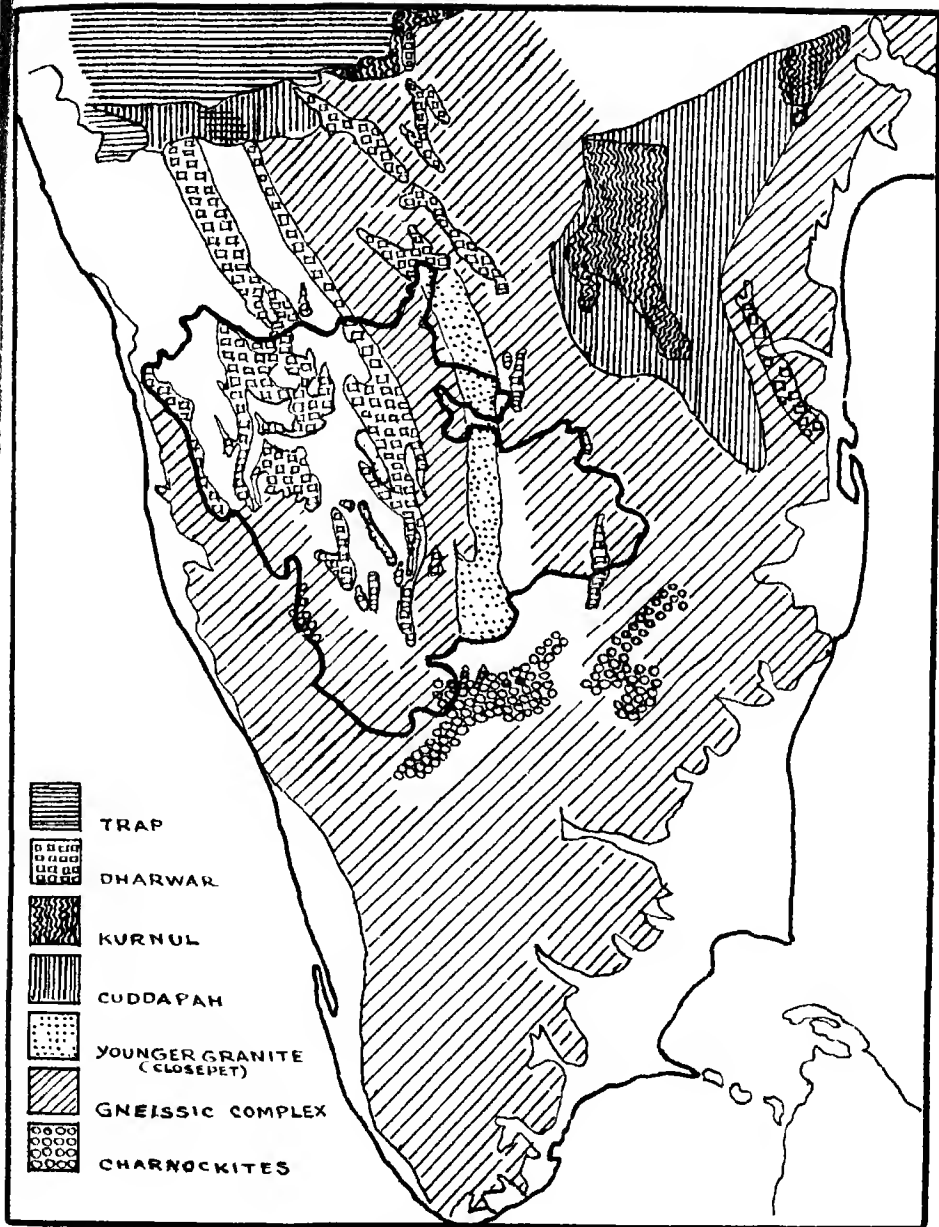 TRAP
DHARWAR
KURNUL
CUDDAPAH
YOUNGER GRANITE
(CLOSEPET)
GNEISSIC COMPLEX
CHARNOCKITES